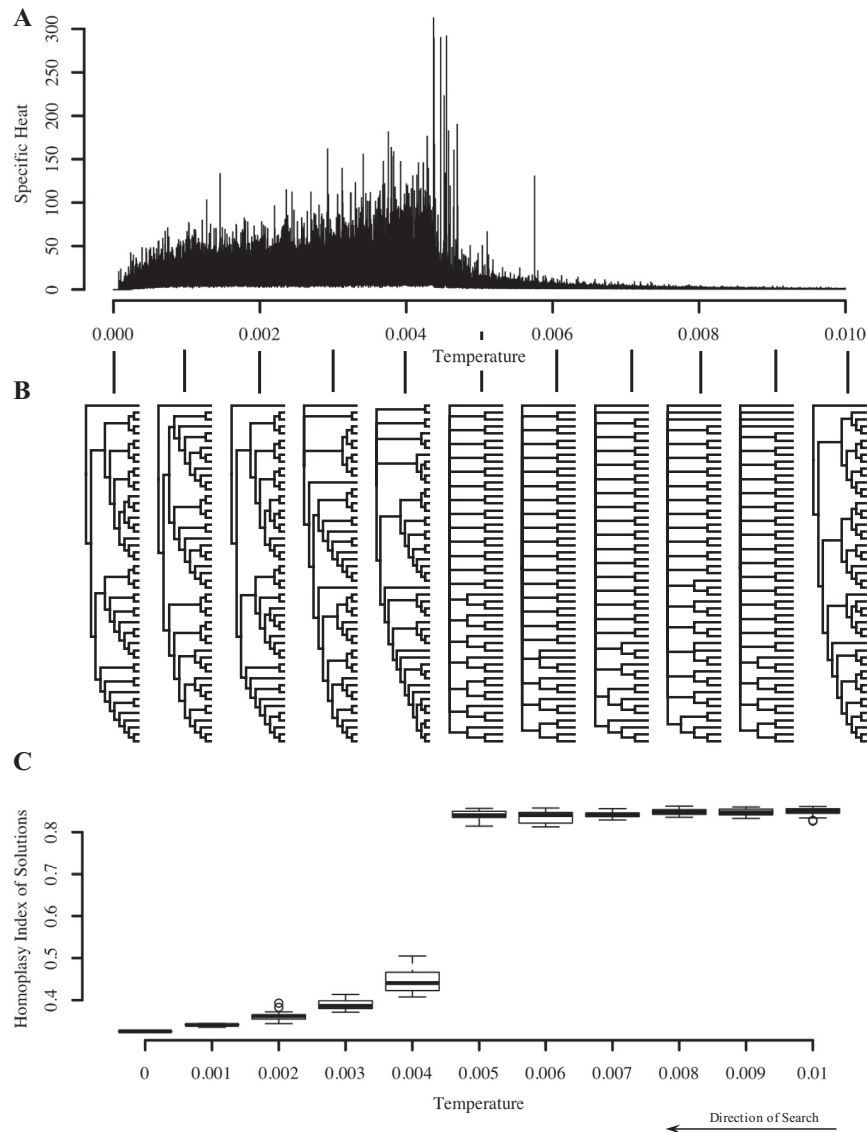 A
Specific Heat
300
250
200
150
100
50
0
0.000 0.002 0.004 0.006 0.008 0.010
Temperature
B
C
Homoplasy Index of Solutions
0.8
0.7
0.6
0.5
0.4
0 0.001 0.002 0.003 0.004 0.005 0.006 0.007 0.008 0.009 0.01
Temperature
Direction of Search